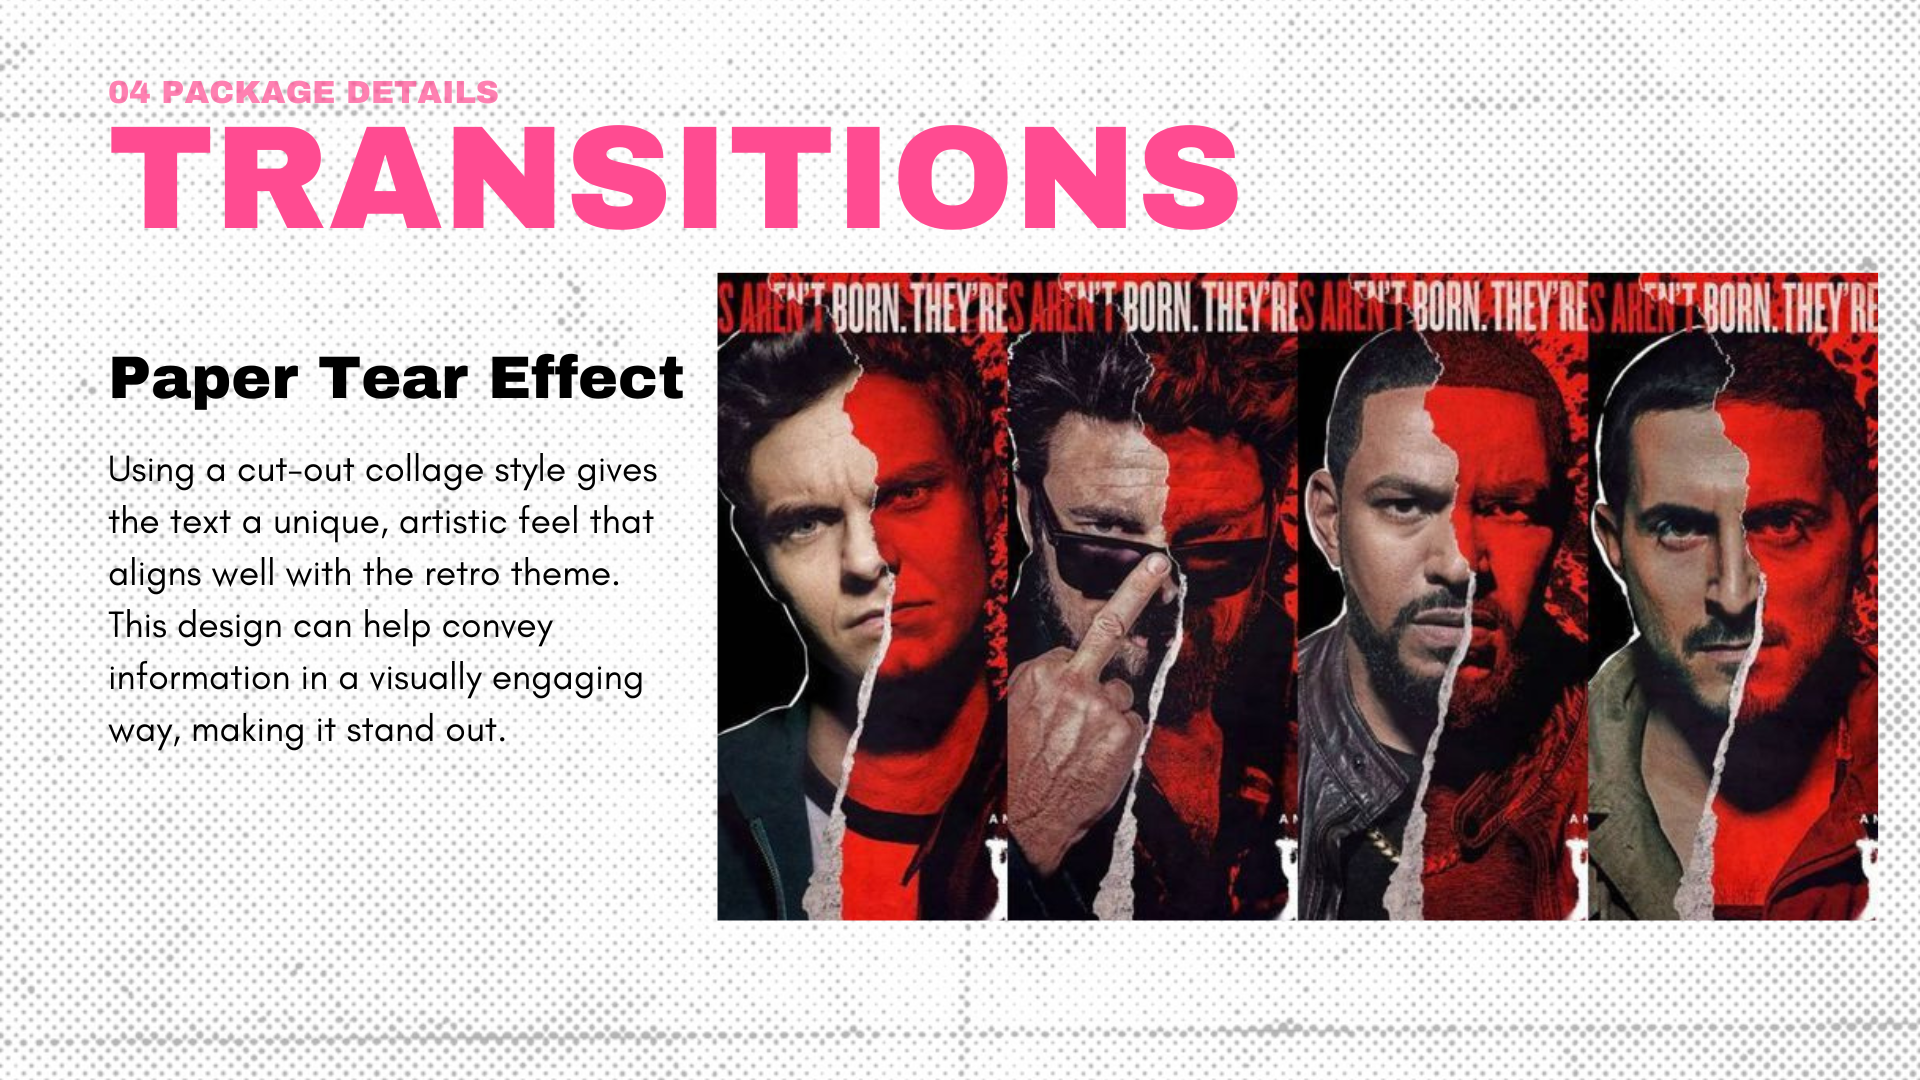 04 PACKAGE DETAILS
TRANSITIONS
Paper Tear Effect
Using a cut-out collage style gives
the text a unique, artistic feel that
aligns well with the retro theme.
This design can help convey
information in a visually engaging
way, making it stand out.
S AREN'T BORN. THEY'RE
S AREN'T BORN. THEY'RE
S AREN'T BORN. THEY'RE
S AREN'T BORN. THEY'RE